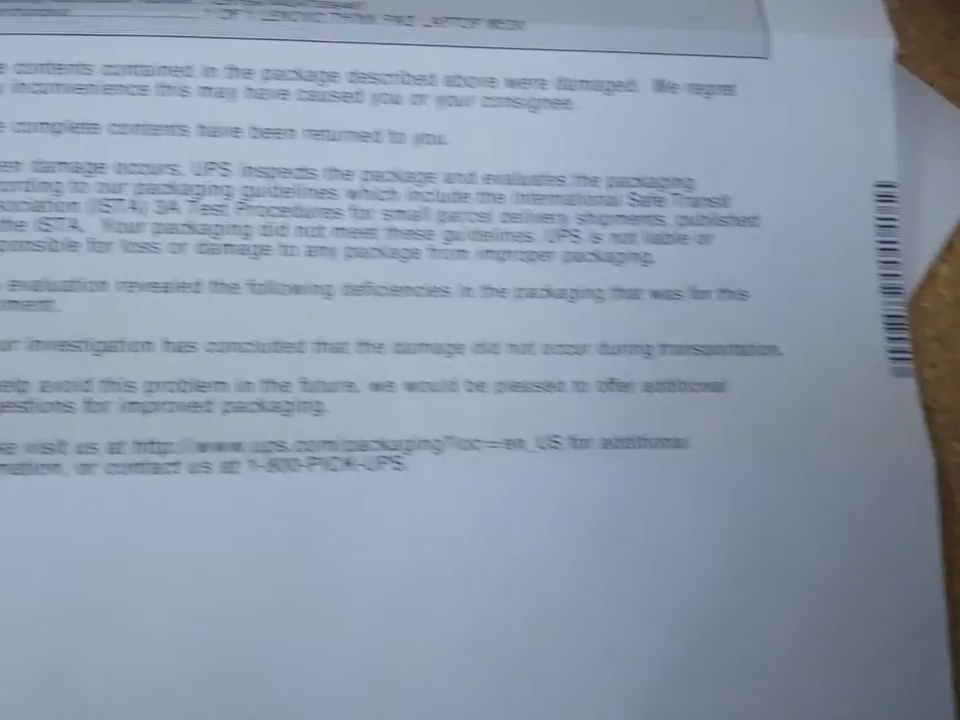 1 OF 1 LENOVO THINK PAD LAPTOP
contents contained in the package described above were damaged. We regret
inconvenience this may have caused you or your consignee.
complete contents have been returned to you.
damage occurs, UPS inspects the package and evaluates the packaging
to our packaging guidelines which include the International Safe Transit
(ISTA) 3A Test Procedures for small parcel delivery shipments, published
the ISTA. Your packaging did not meet these guidelines. UPS is not liable or
for loss or damage to any package from improper packaging.
evaluation revealed the following deficiencies in the packaging that was for this
investigation has concluded that the damage did not occur during transportation.
avoid this problem in the future, we would be pleased to offer additional
for improved packaging.
visit us at http://www.ups.com/packaging?loc=en_US for additional
or contact us at 1-800-PICK-UPS.